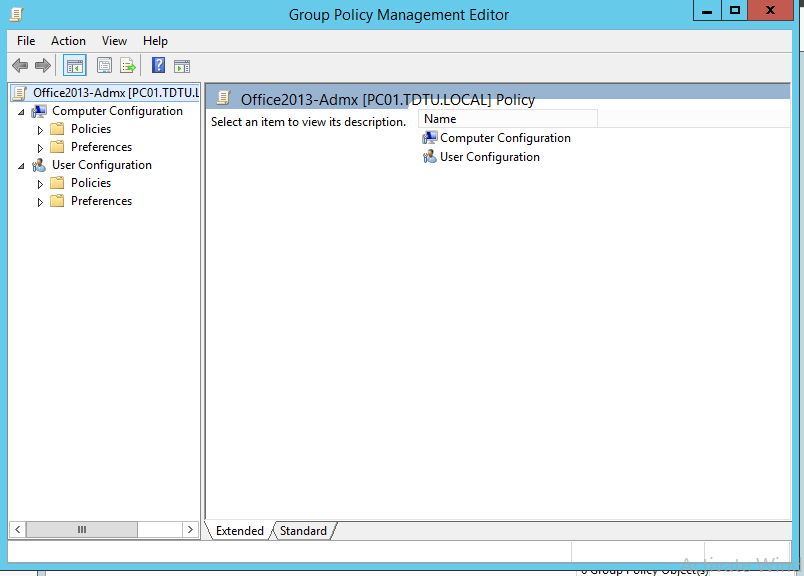 Group Policy Management Editor
File Action View Help
Office2013-Admx [PC01.TDTU.L
Computer Configuration
Policies
Preferences
User Configuration
Policies
Preferences
Office2013-Admx [PC01.TDTU.LOCAL] Policy
Select an item to view its description.
Name
Computer Configuration
User Configuration
Extended Standard
Activate Wind
0 Group Policy Object(s)